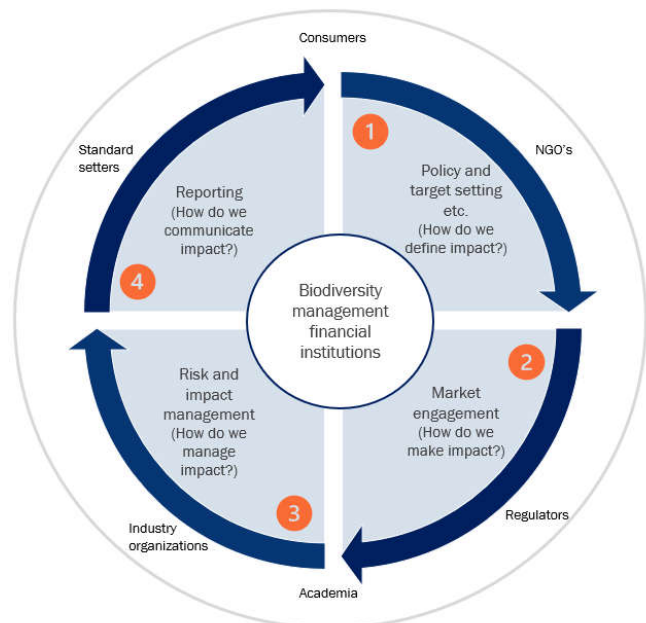 Consumers
Standard
setters
NGO's
1
Policy and
target setting
etc.
(How do we
define impact?)
Reporting
(How do we
communicate
impact?)
4
Biodiversity
management
financial
institutions
2
Market
engagement
(How do we
make impact?)
Risk and
impact
management
(How do we
manage
impact?)
3
Industry
organizations
Regulators
Academia